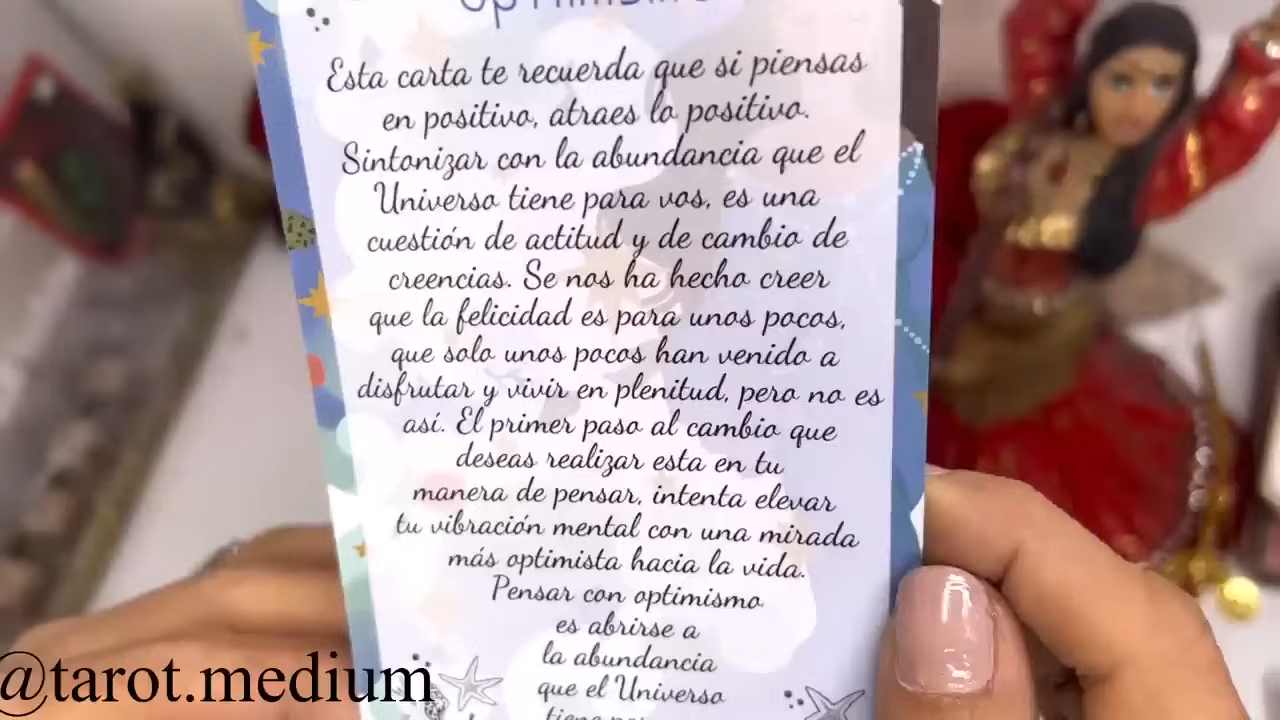 Esta carta te recuerda que si piensas
en positivo, atraes lo positivo.
Sintonizar con la abundancia que el
Universo tiene para vos, es una
cuestión de actitud y de cambio de
creencias. Se nos ha hecho creer
que la felicidad es para unos pocos,
que solo unos pocos han venido a
disfrutar y vivir en plenitud, pero no es
así. El primer paso al cambio que
deseas realizar esta en tu
manera de pensar, intenta elevar
tu vibración mental con una mirada
más optimista hacia la vida.
Pensar con optimismo
es abrirse a
la abundancia
que el Universo
tiene
@tarot.medium